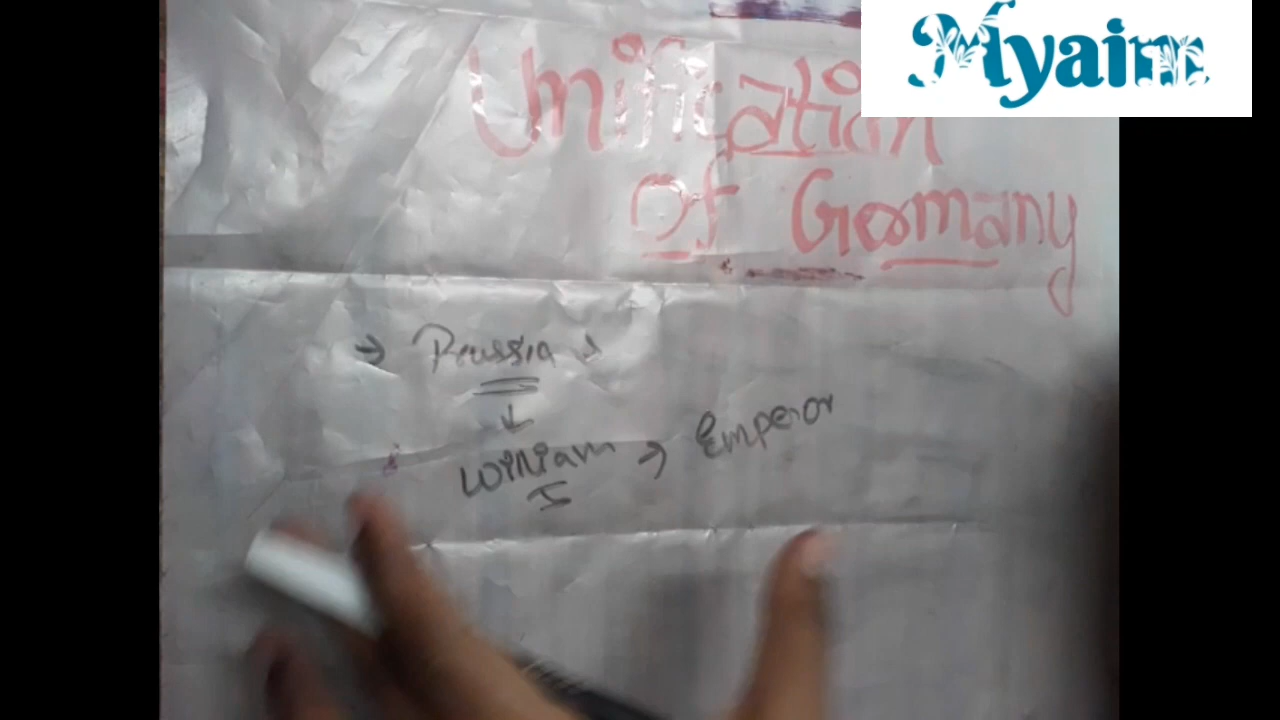 Myaim
Unification
of Germany
→ Prussia
↓
William → Emperor
I